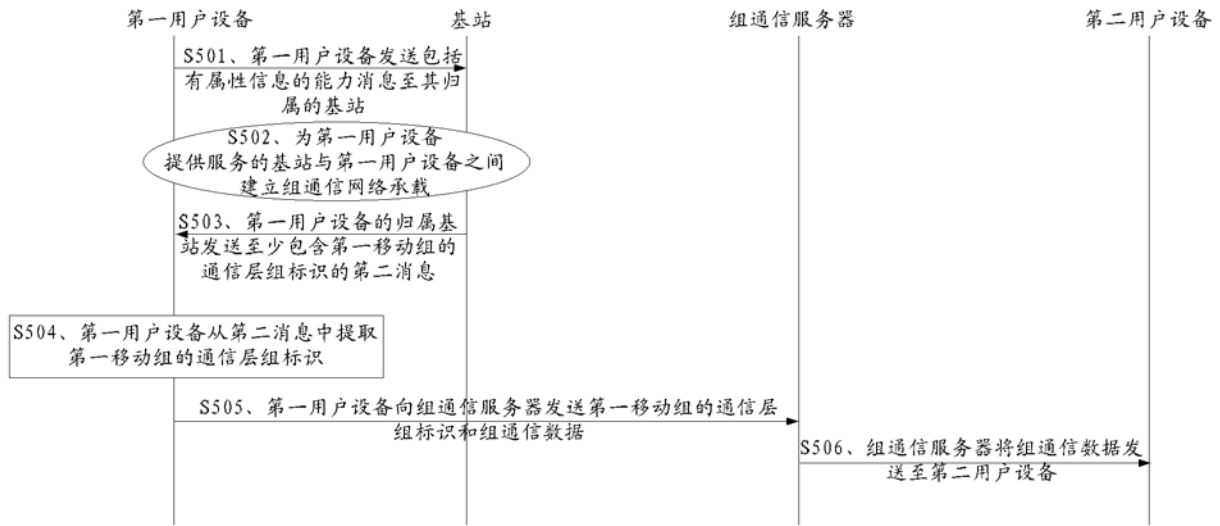 第一用户设备
基站
组通信服务器
第二用户设备
S501、第一用户设备发送包括
有属性信息的能力消息至其归
属的基站
S502、为第一用户设备
提供服务的基站与第一用户设备之间
建立组通信网络承载
S503、第一用户设备的归属基
站发送至少包含第一移动组的
通信层组标识的第二消息
S504、第一用户设备从第二消息中提取
第一移动组的通信层组标识
S505、第一用户设备向组通信服务器发送第一移动组的通信层
组标识和组通信数据
S506、组通信服务器将组通信数据发
送至第二用户设备